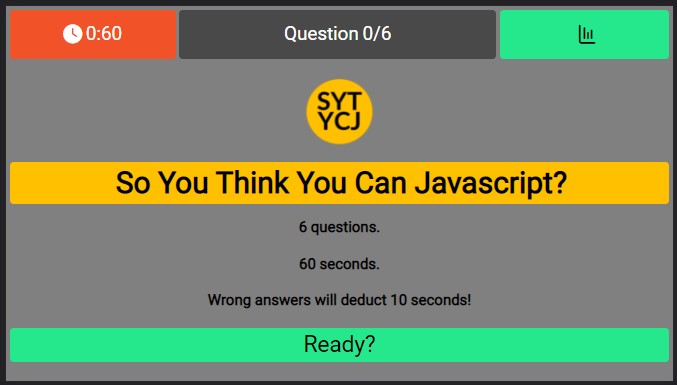 0:60
Question 0/6
SYT
YCJ
So You Think You Can Javascript?
6 questions.
60 seconds.
Wrong answers will deduct 10 seconds!
Ready?